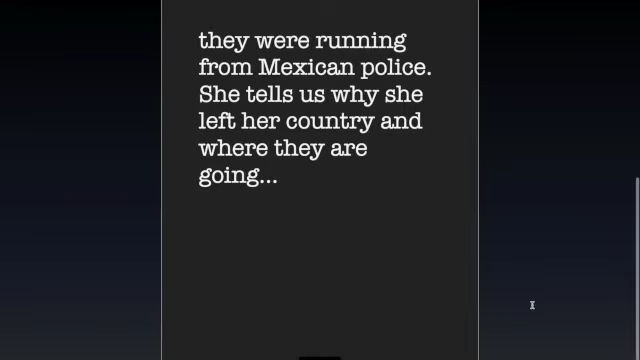 they were running
from Mexican police.
She tells us why she
left her country and
where they are
going...